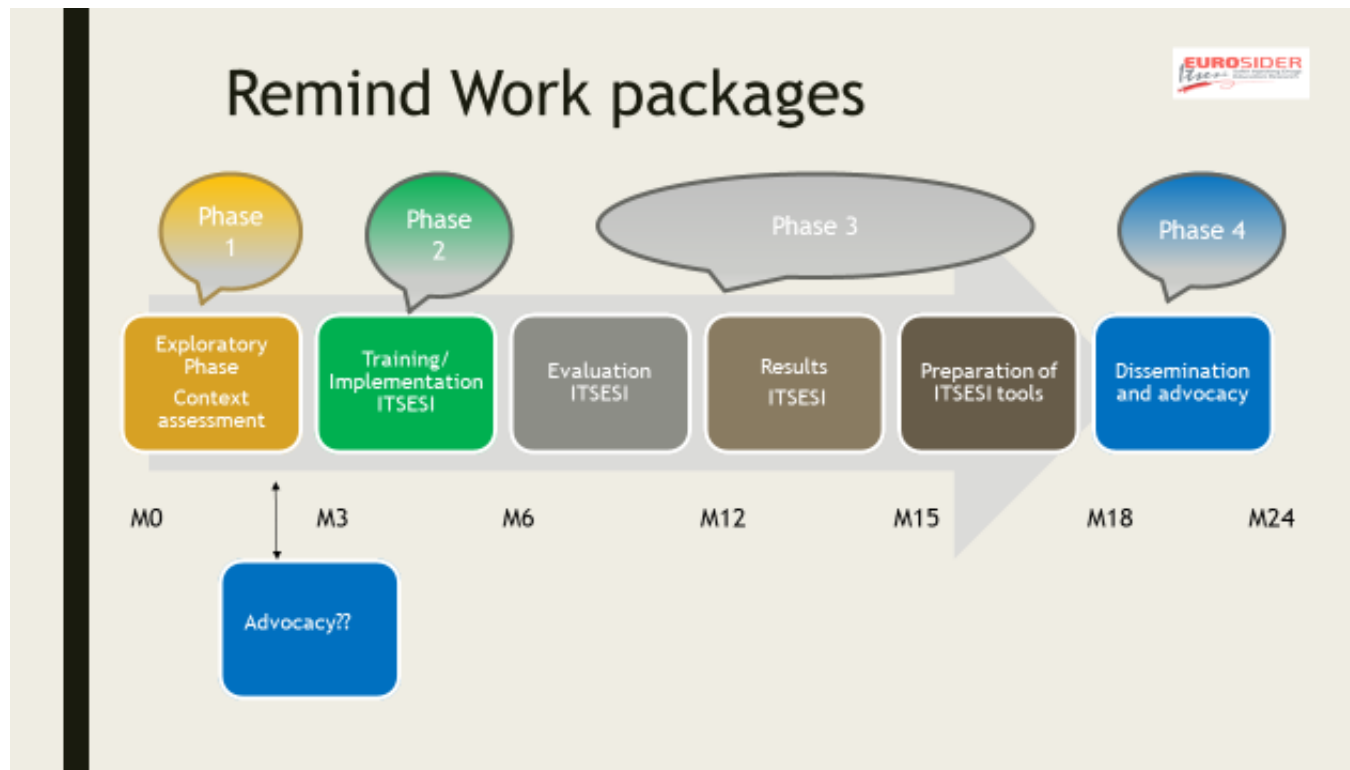 Remind Work packages
EUROSIDER
Phase
1
Phase
2
Phase 3
Phase 4
Exploratory
Phase
Context
assessment
Training/
Implementation
ITSESI
Evaluation
ITSESI
Results
ITSESI
Preparation of
ITSESI tools
Dissemination
and advocacy
M0
M3
M6
M12
M15
M18
M24
Advocacy??